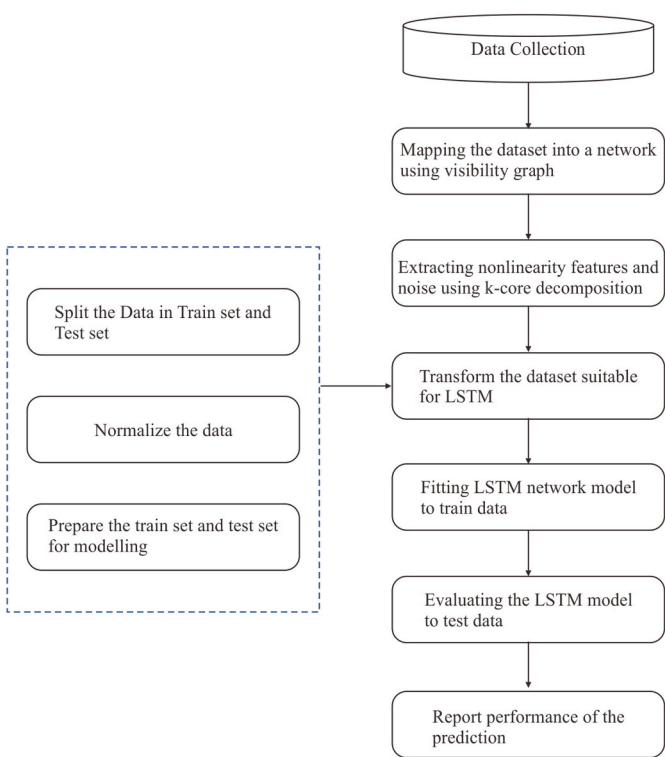 Data Collection
Mapping the dataset into a network
using visibility graph
Extracting nonlinearity features and
noise using k-core decomposition
Split the Data in Train set and
Test set
Transform the dataset suitable
for LSTM
Normalize the data
Fitting LSTM network model
to train data
Prepare the train set and test set
for modelling
Evaluating the LSTM model
to test data
Report performance of the
prediction